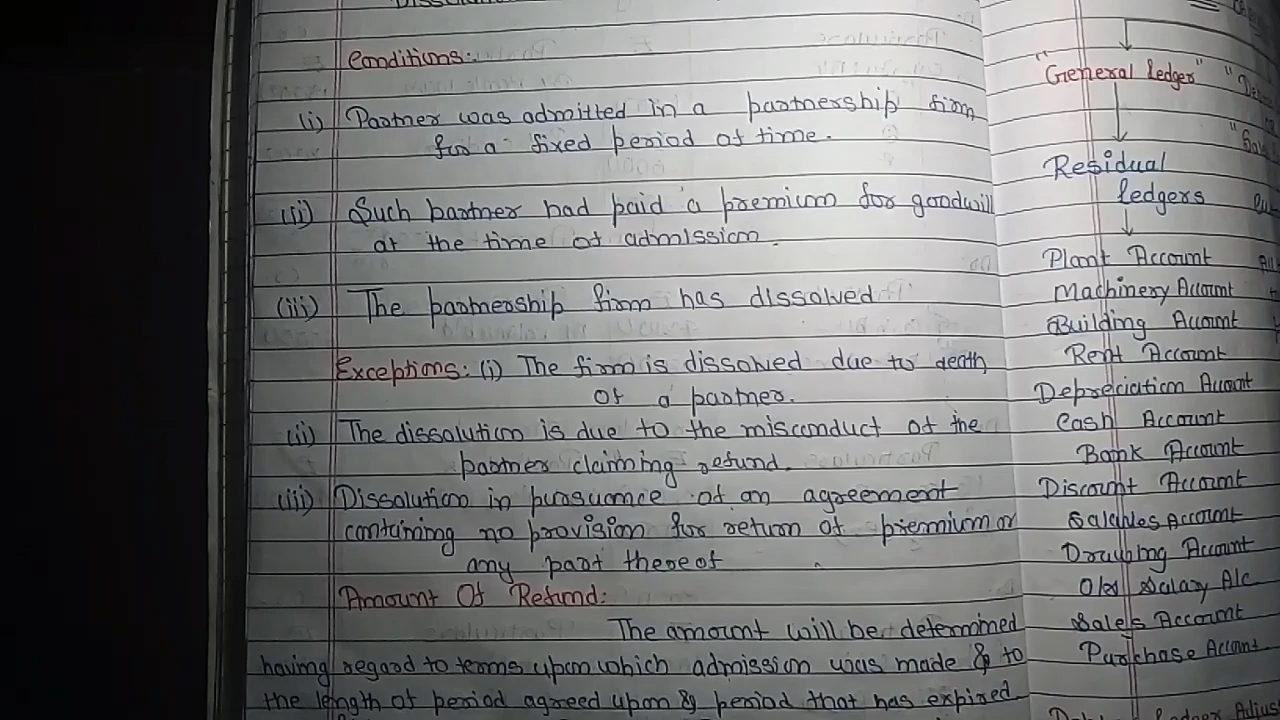 Conditions:
(i) Partner was admitted in a partnership firm
for a fixed period of time.
(ii) Such partner had paid a premium for goodwill
at the time of admission.
(iii) The partnership firm has dissolved
Exceptions: (i) The firm is dissolved due to death
of a partner.
(ii) The dissolution is due to the misconduct of the
partner claiming refund.
(iii) Dissolution in pursuance of an agreement
containing no provision for return of premium or
any part thereof
Amount Of Refund:
The amount will be determined
having regard to terms upon which admission was made & to
the length of period agreed upon & period that has expired
"General ledger"
Residual
ledgers
Plant Account
Machinery Account
Building Account
Rent Account
Depreciation Account
Cash Account
Bank Account
Discount Account
Account
Account
Salary A/c
Sales Account
Purchase Account